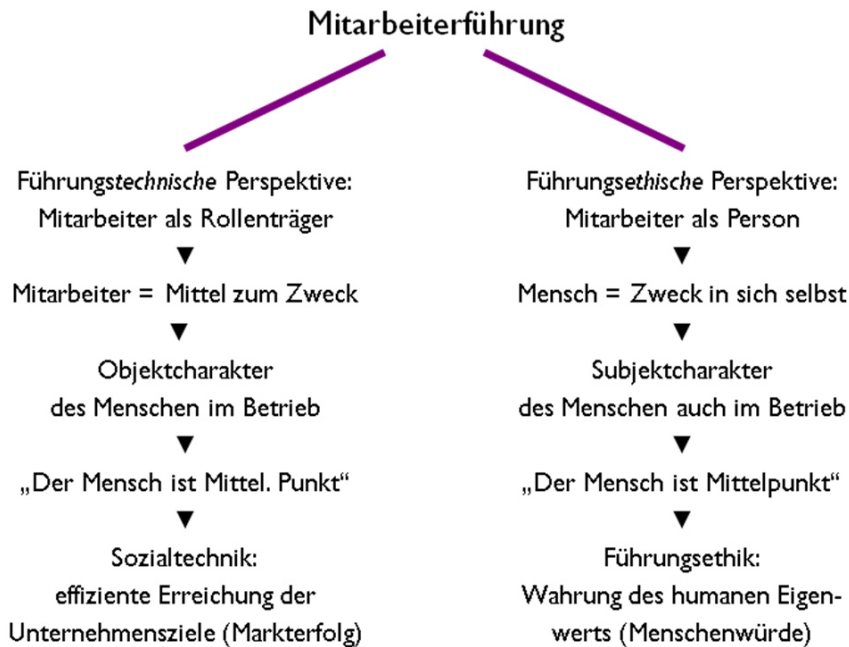 Mitarbeiterführung
Führungstechnische Perspektive:
Mitarbeiter als Rollenträger
Mitarbeiter = Mittel zum Zweck
Objektcharakter
des Menschen im Betrieb
„Der Mensch ist Mittel. Punkt“
Sozialtechnik:
effiziente Erreichung der
Unternehmensziele (Markterfolg)
Führungsethische Perspektive:
Mitarbeiter als Person
Mensch = Zweck in sich selbst
Subjektcharakter
des Menschen auch im Betrieb
„Der Mensch ist Mittelpunkt“
Führungsethik:
Wahrung des humanen Eigen-
werts (Menschenwürde)